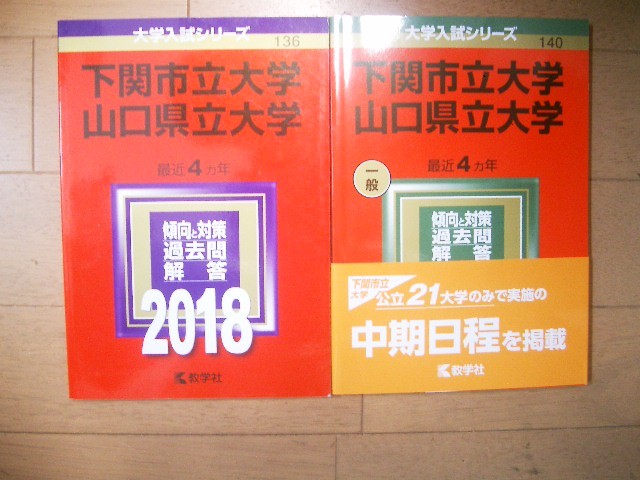 大学入試シリーズ
136
下関市立大学
山口県立大学
最近4カ年
傾向と対策
過去問
解答
2018
教学社
大学入試シリーズ
140
下関市立大学
山口県立大学
最近4カ年
一般
傾向と対策
過去問
解答
下関市立
大学
公立21大学のみで実施の
中期日程を掲載
教学社